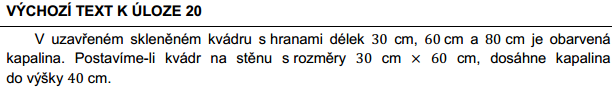 VÝCHOZÍ TEXT K ÚLOZE 20
V uzavřeném skleněném kvádru s hranami délek 30 cm, 60 cm a 80 cm je obarvená
kapalina. Postavíme-li kvádr na stěnu s rozměry 30 cm × 60 cm, dosáhne kapalina
do výšky 40 cm.